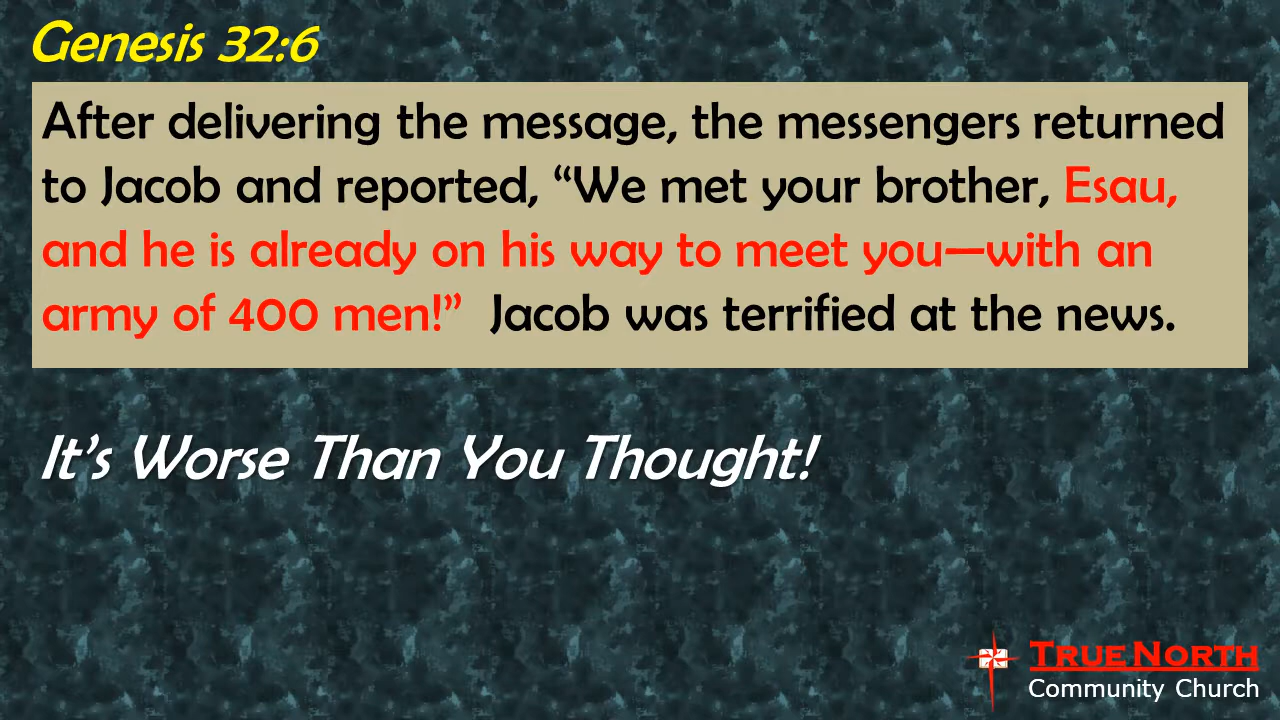 Genesis 32:6
After delivering the message, the messengers returned
to Jacob and reported, “We met your brother, Esau,
and he is already on his way to meet you—with an
army of 400 men!”  Jacob was terrified at the news.
It’s Worse Than You Thought!
TRUE NORTH
Community Church